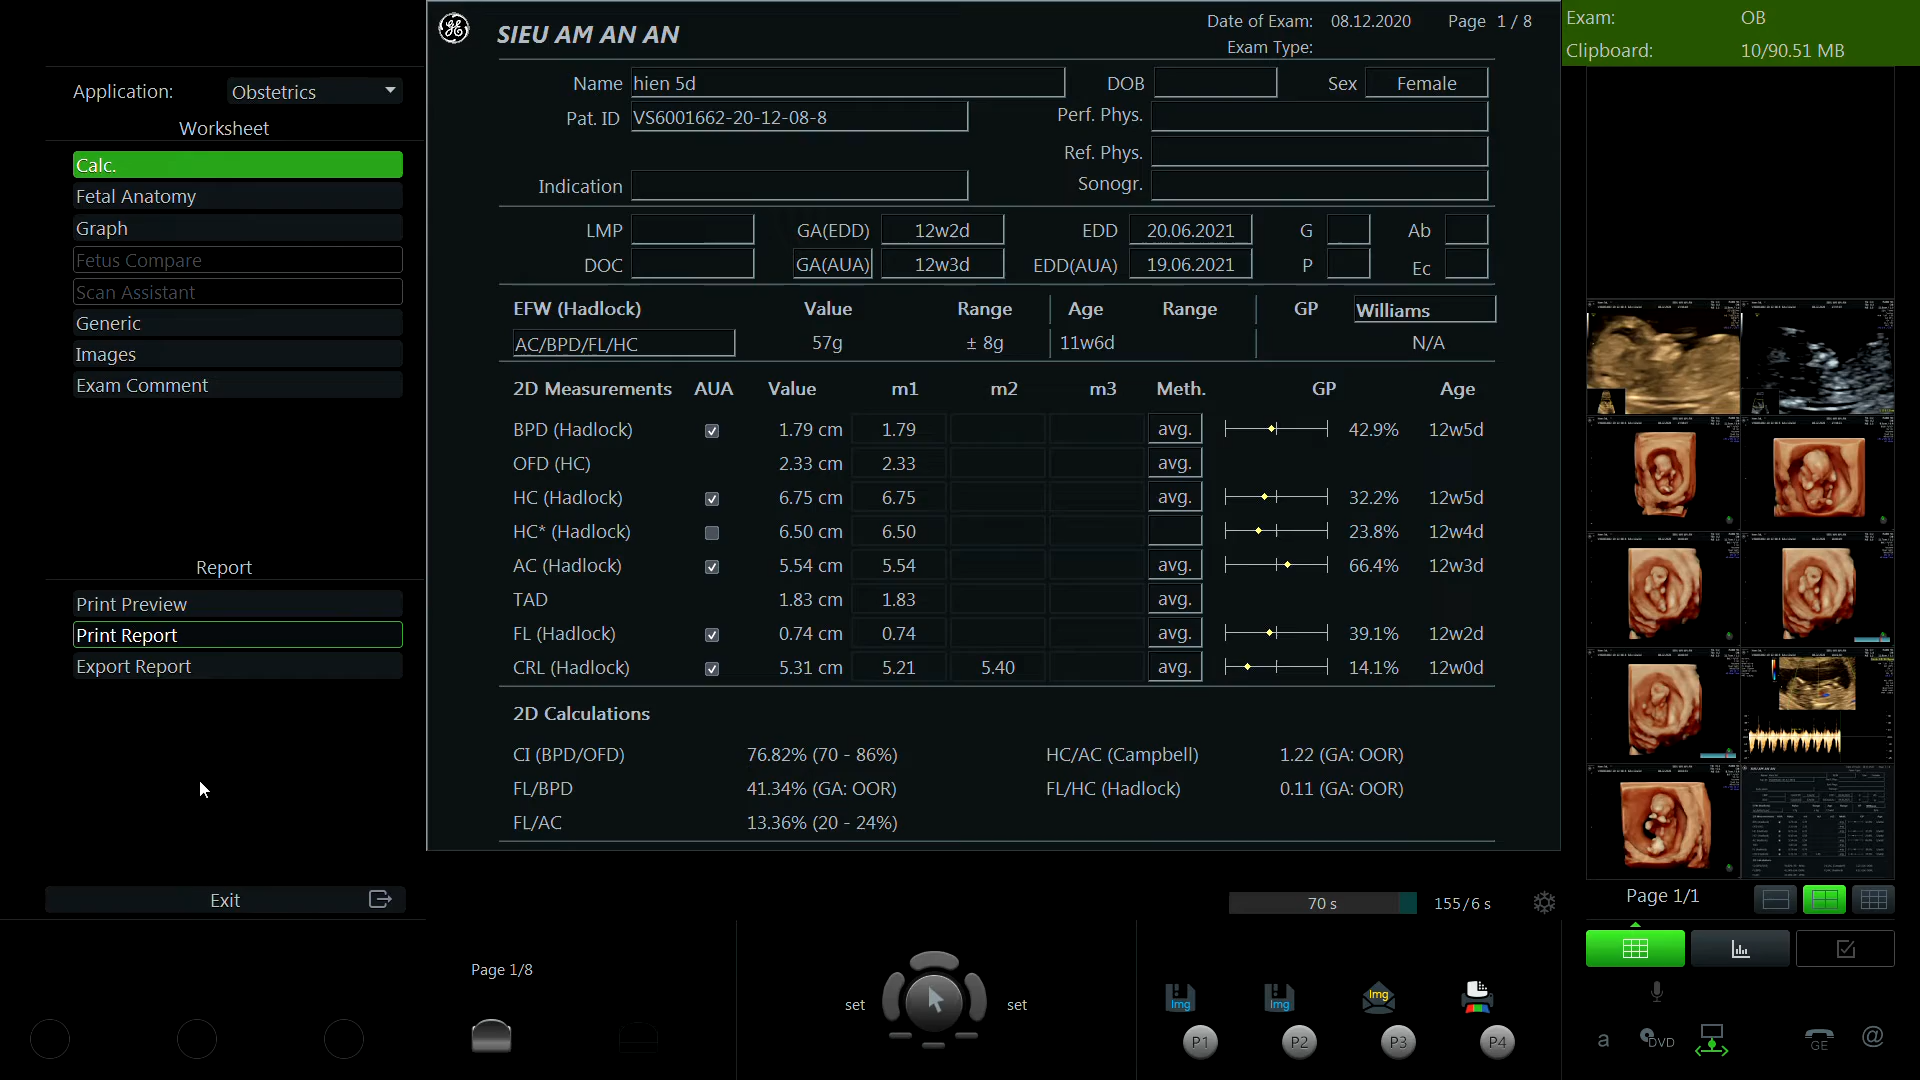 SIEU AM AN AN
Date of Exam: 08.12.2020 Page 1 / 8
Exam Type:
Exam: OB
Clipboard: 10/90.51 MB
Application: Obstetrics
Worksheet
Calc.
Fetal Anatomy
Graph
Fetus Compare
Scan Assistant
Generic
Images
Exam Comment
Report
Print Preview
Print Report
Export Report
Exit
Name hien 5d DOB Sex Female
Pat. ID VS6001662-20-12-08-8 Perf. Phys.
Ref. Phys.
Indication Sonogr.
LMP GA(EDD) 12w2d EDD 20.06.2021 G Ab
DOC GA(AUA) 12w3d EDD(AUA) 19.06.2021 P Ec
EFW (Hadlock) Value Range Age Range GP Williams
AC/BPD/FL/HC 57g ± 8g 11w6d N/A
2D Measurements AUA Value m1 m2 m3 Meth. GP Age
BPD (Hadlock) 1.79 cm 1.79 avg. 42.9% 12w5d
OFD (HC) 2.33 cm 2.33 avg.
HC (Hadlock) 6.75 cm 6.75 avg. 32.2% 12w5d
HC* (Hadlock) 6.50 cm 6.50 23.8% 12w4d
AC (Hadlock) 5.54 cm 5.54 avg. 66.4% 12w3d
TAD 1.83 cm 1.83 avg.
FL (Hadlock) 0.74 cm 0.74 avg. 39.1% 12w2d
CRL (Hadlock) 5.31 cm 5.21 5.40 avg. 14.1% 12w0d
2D Calculations
CI (BPD/OFD) 76.82% (70 - 86%) HC/AC (Campbell) 1.22 (GA: OOR)
FL/BPD 41.34% (GA: OOR) FL/HC (Hadlock) 0.11 (GA: OOR)
FL/AC 13.36% (20 - 24%)
70 s 155/6 s
Page 1/1
Page 1/8
set set
Img Img Img
P1 P2 P3 P4
a DVD GE @